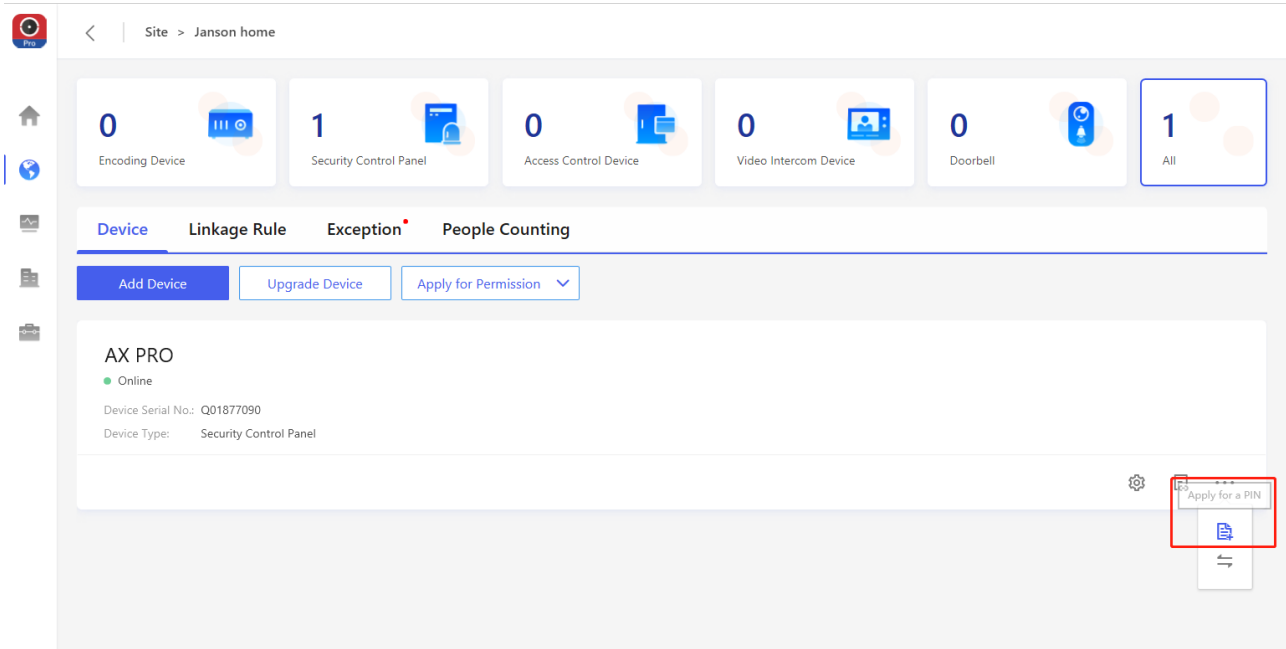 Pro
Site > Janson home
0
Encoding Device
1
Security Control Panel
0
Access Control Device
0
Video Intercom Device
0
Doorbell
1
All
Device Linkage Rule Exception People Counting
Add Device Upgrade Device Apply for Permission
AX PRO
Online
Device Serial No.: Q01877090
Device Type: Security Control Panel
Apply for a PIN